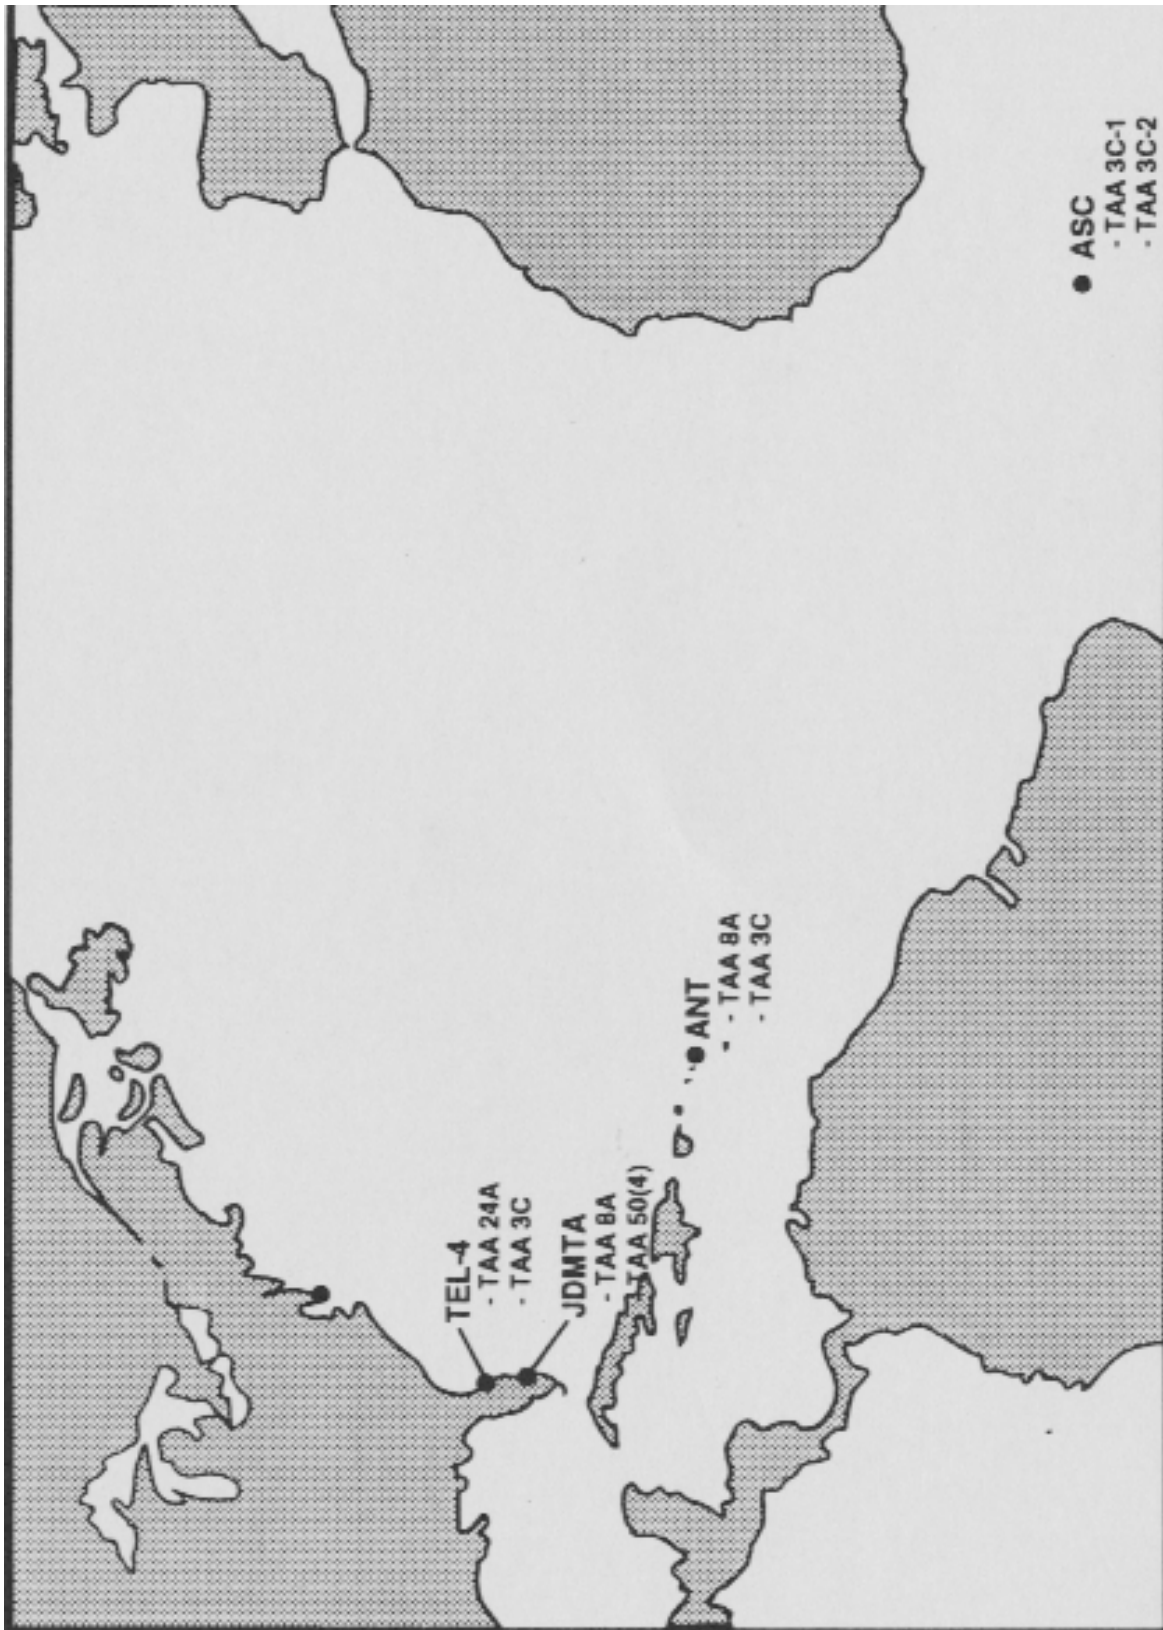 TEL-4
- TAA 24A
- TAA 3C
JDMTA
- TAA 8A
- TAA 50(4)
ANT
- TAA 8A
- TAA 3C
ASC
- TAA 3C-1
- TAA 3C-2